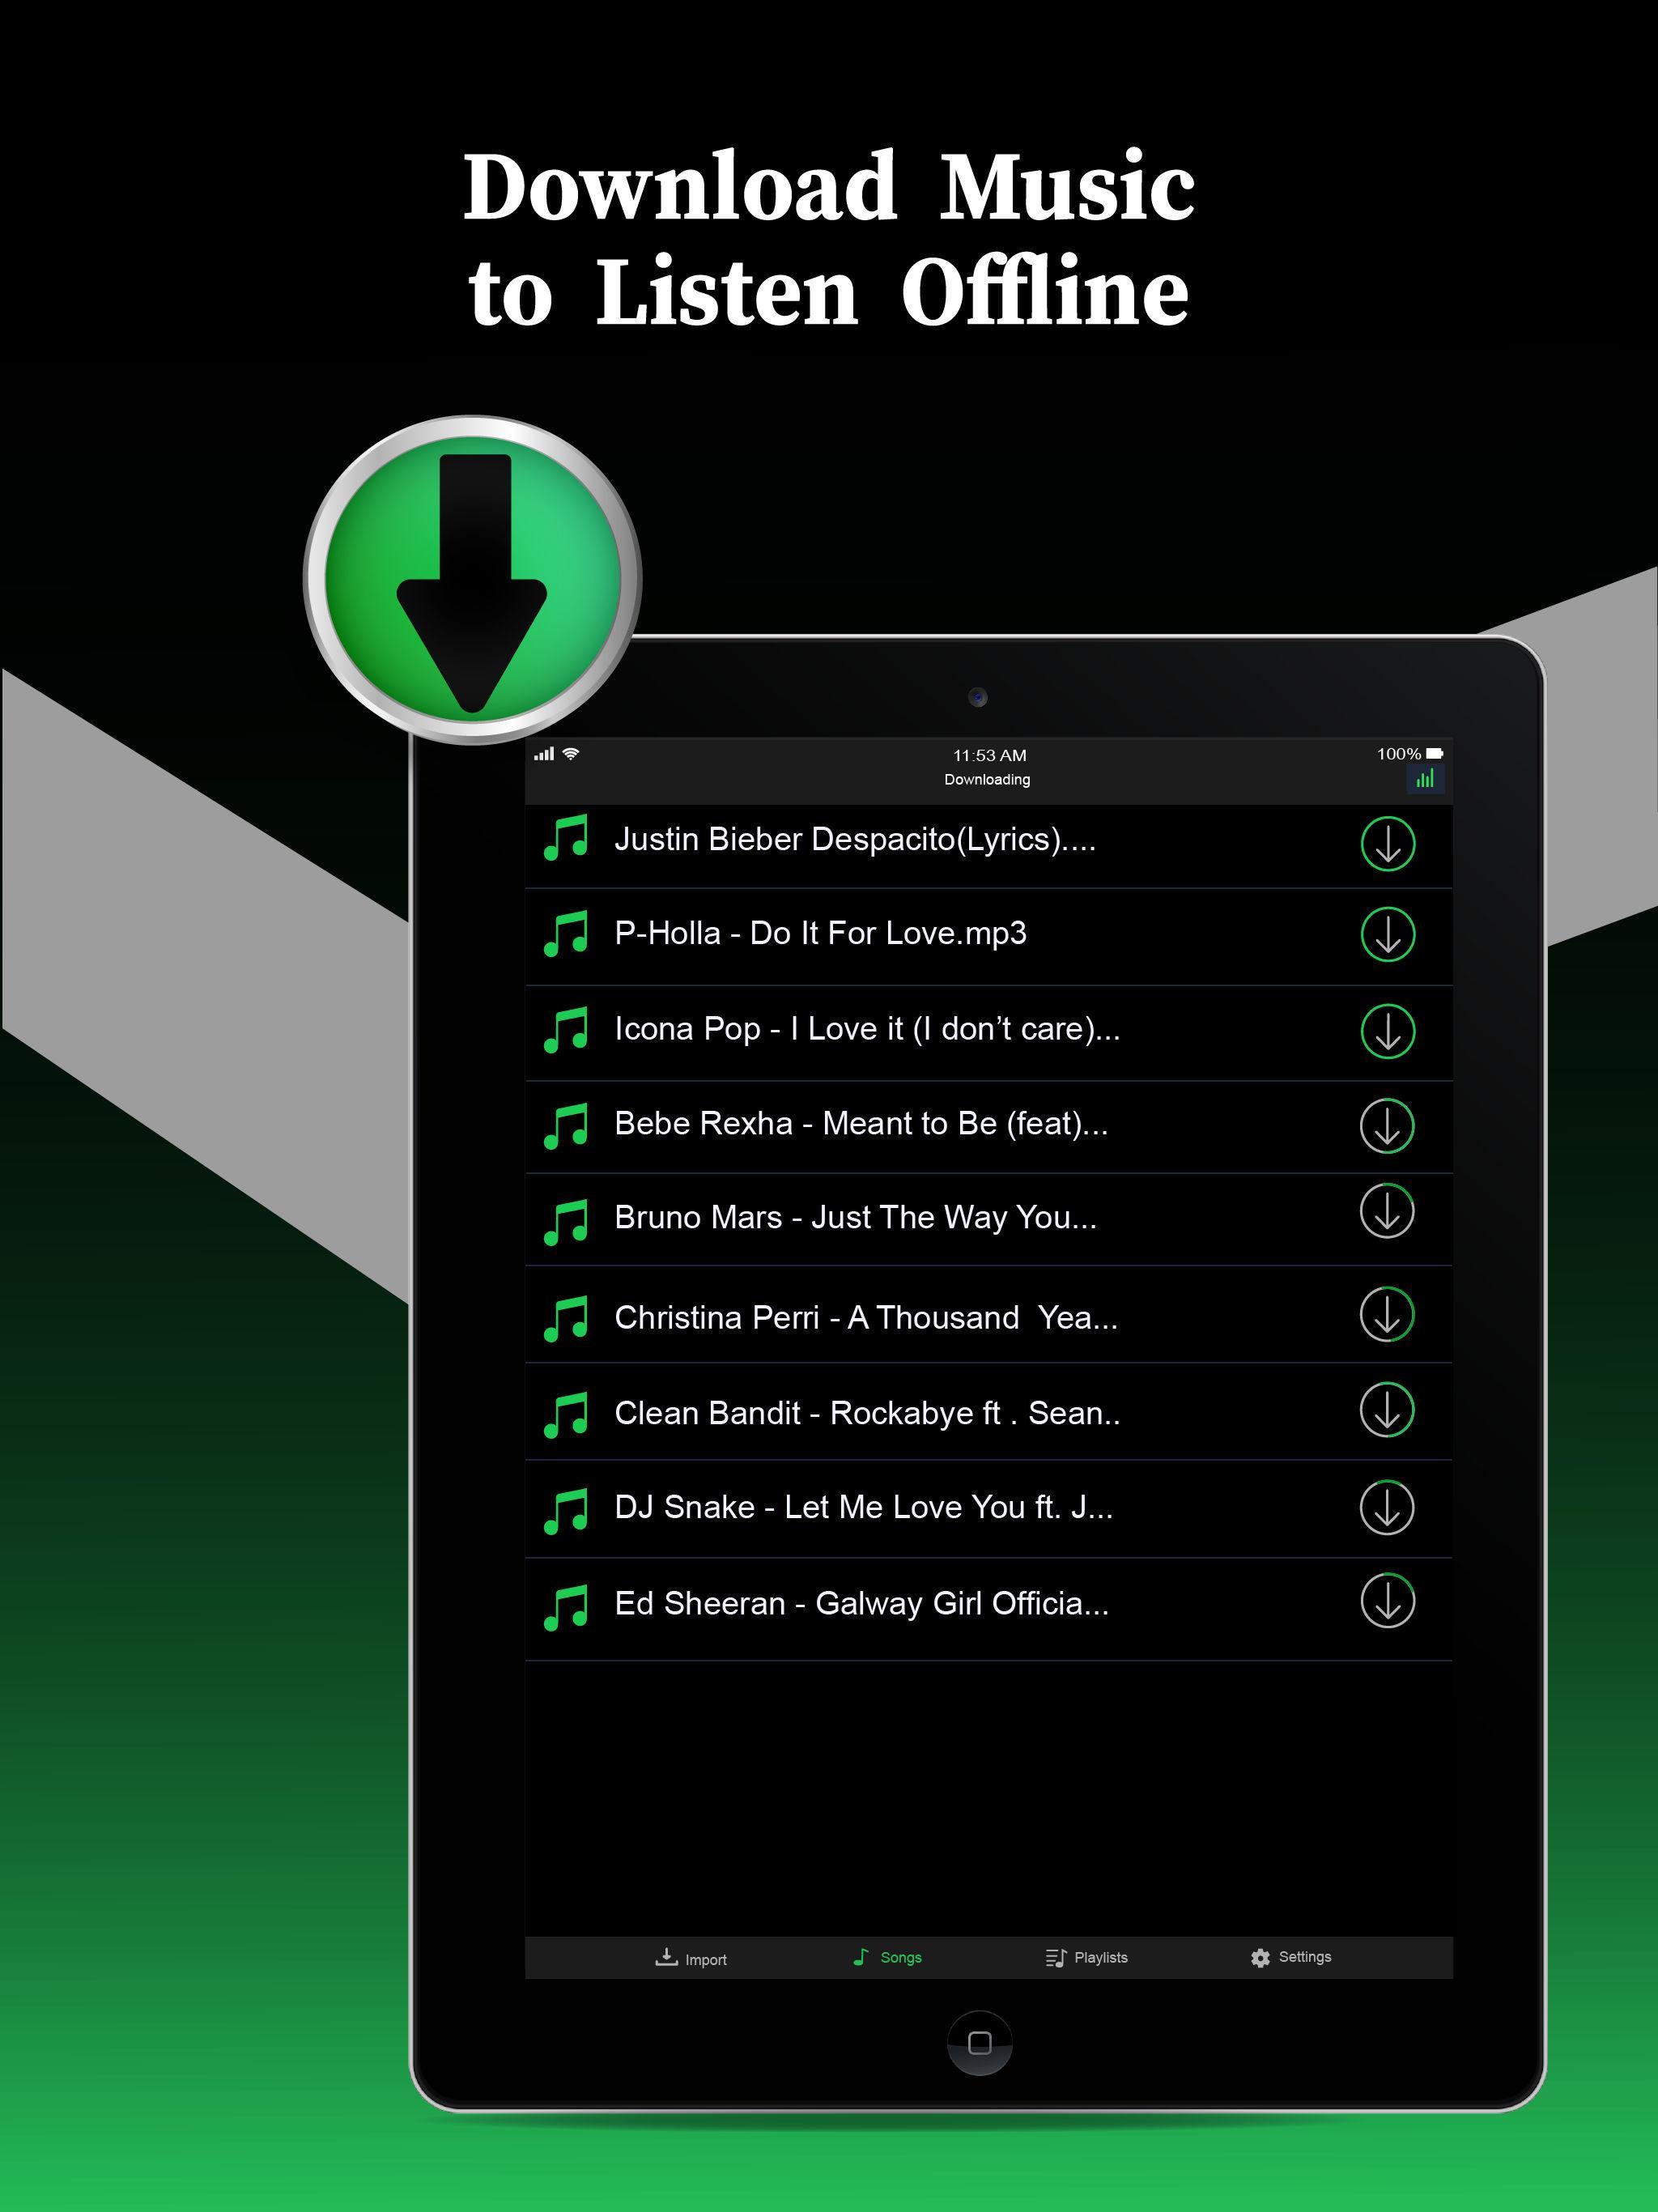 Download Music
to Listen Offline
11:53 AM
100%
Downloading
Justin Bieber Despacito(Lyrics)....
P-Holla - Do It For Love.mp3
Icona Pop - I Love it (I don’t care)...
Bebe Rexha - Meant to Be (feat)...
Bruno Mars - Just The Way You...
Christina Perri - A Thousand  Yea...
Clean Bandit - Rockabye ft . Sean..
DJ Snake - Let Me Love You ft. J...
Ed Sheeran - Galway Girl Officia...
Import Songs Playlists Settings